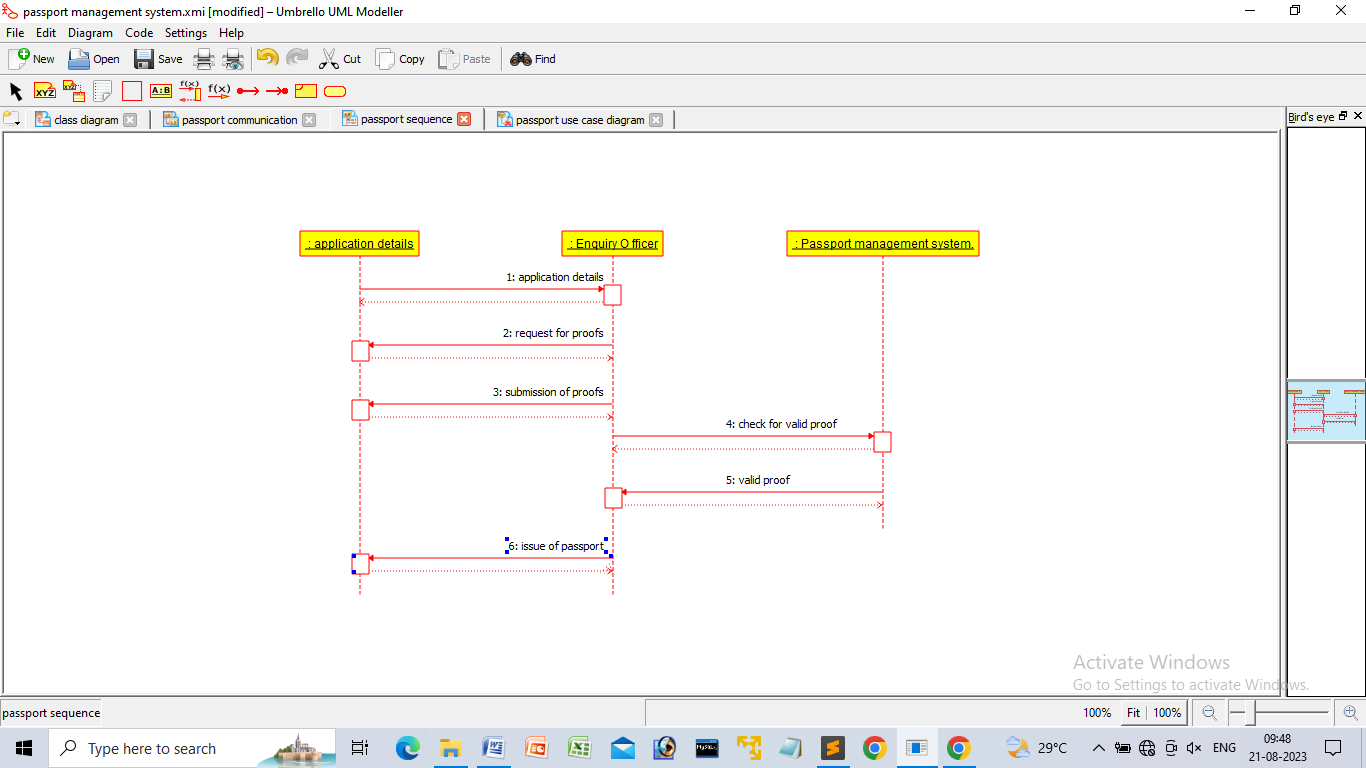 passport management system.xmi [modified] – Umbrello UML Modeller
File Edit Diagram Code Settings Help
New Open Save Cut Copy Paste Find
XYZ XYZ A:B f(x) f(x)
class diagram passport communication passport sequence passport use case diagram
Bird's eye
: application details : Enquiry O fficer : Passport management system.
1: application details
2: request for proofs
3: submission of proofs
4: check for valid proof
5: valid proof
6: issue of passport
Activate Windows
Go to Settings to activate Windows.
passport sequence 100% Fit 100%
Type here to search 29°C ENG 09:48
21-08-2023